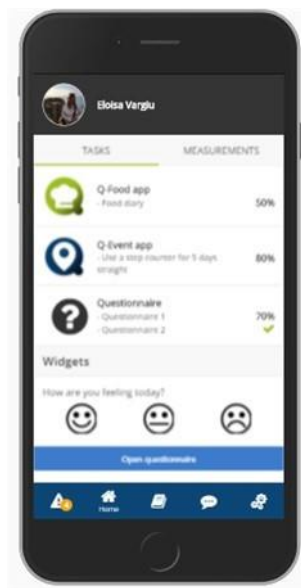 Eloisa Vargiu
TASKS MEASUREMENTS
Q-Food app
- Food diary
50%
Q-Event app
- Use a step counter for 5 days
straight
80%
Questionnaire
- Questionnaire 1
- Questionnaire 2
70%
Widgets
How are you feeling today?
Open questionnaire
Home